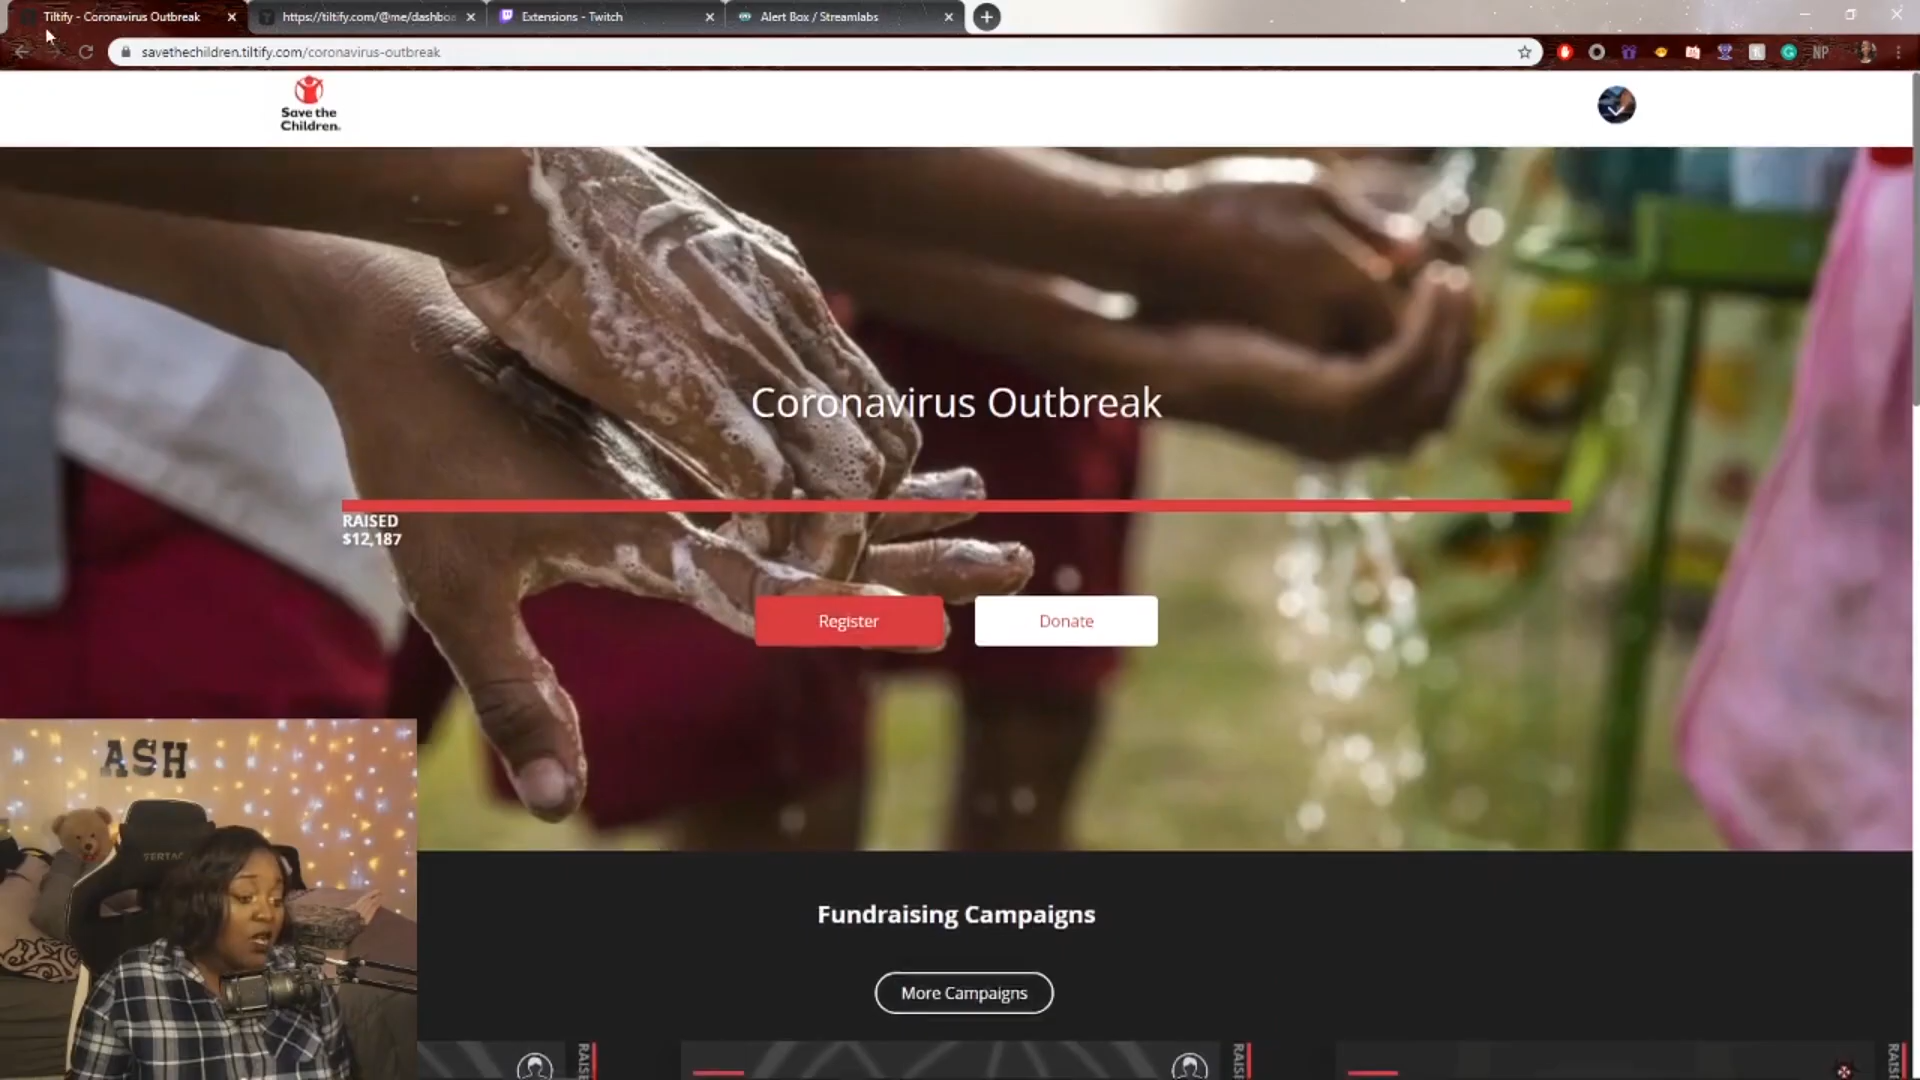 Tiltify - Coronavirus Outbreak
https://tiltify.com/@me/dashbo
Extensions - Twitch
Alert Box / Streamlabs
savethechildren.tiltify.com/coronavirus-outbreak
NP
Save the
Children.
Coronavirus Outbreak
RAISED
$12,187
Register
Donate
ASH
Fundraising Campaigns
More Campaigns